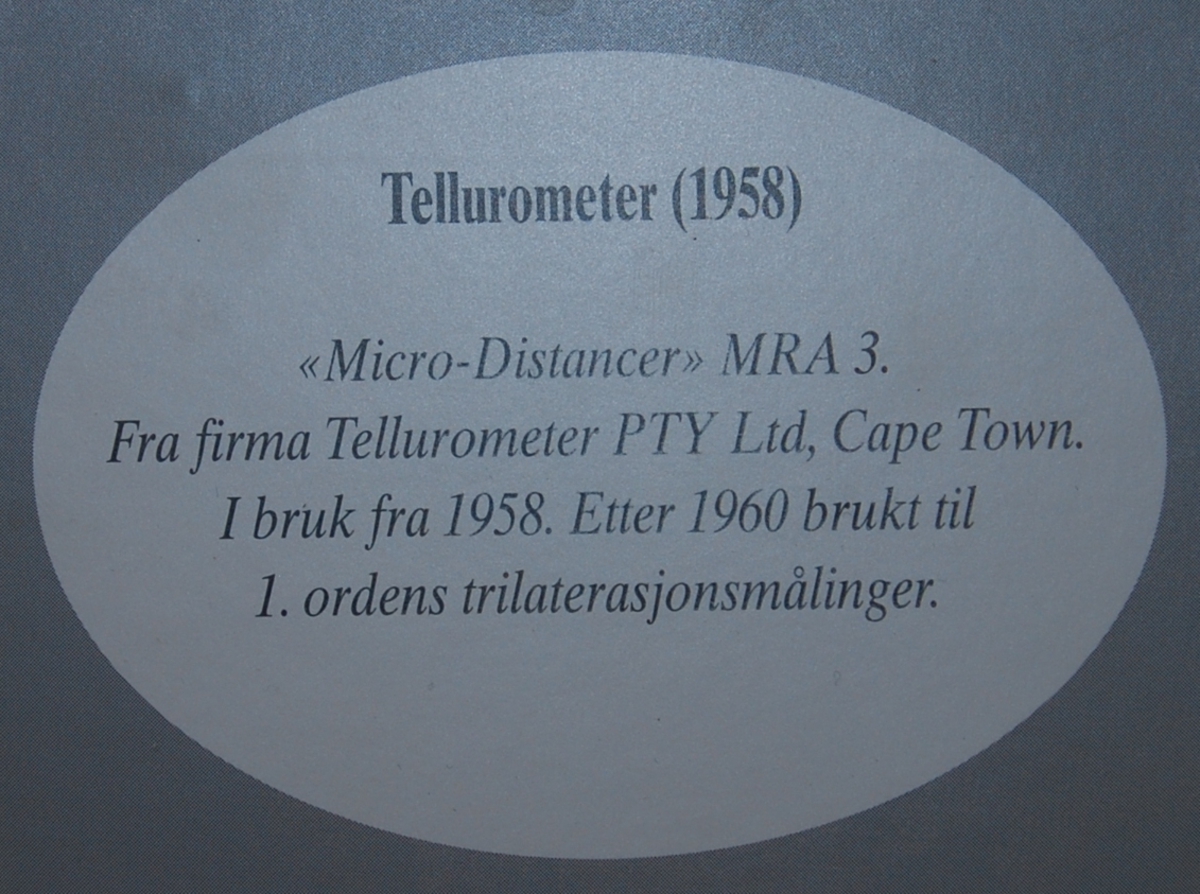 Tellurometer (1958)
«Micro-Distancer» MRA 3.
Fra firma Tellurometer PTY Ltd, Cape Town.
I bruk fra 1958. Etter 1960 brukt til
1. ordens trilaterasjonsmålinger.